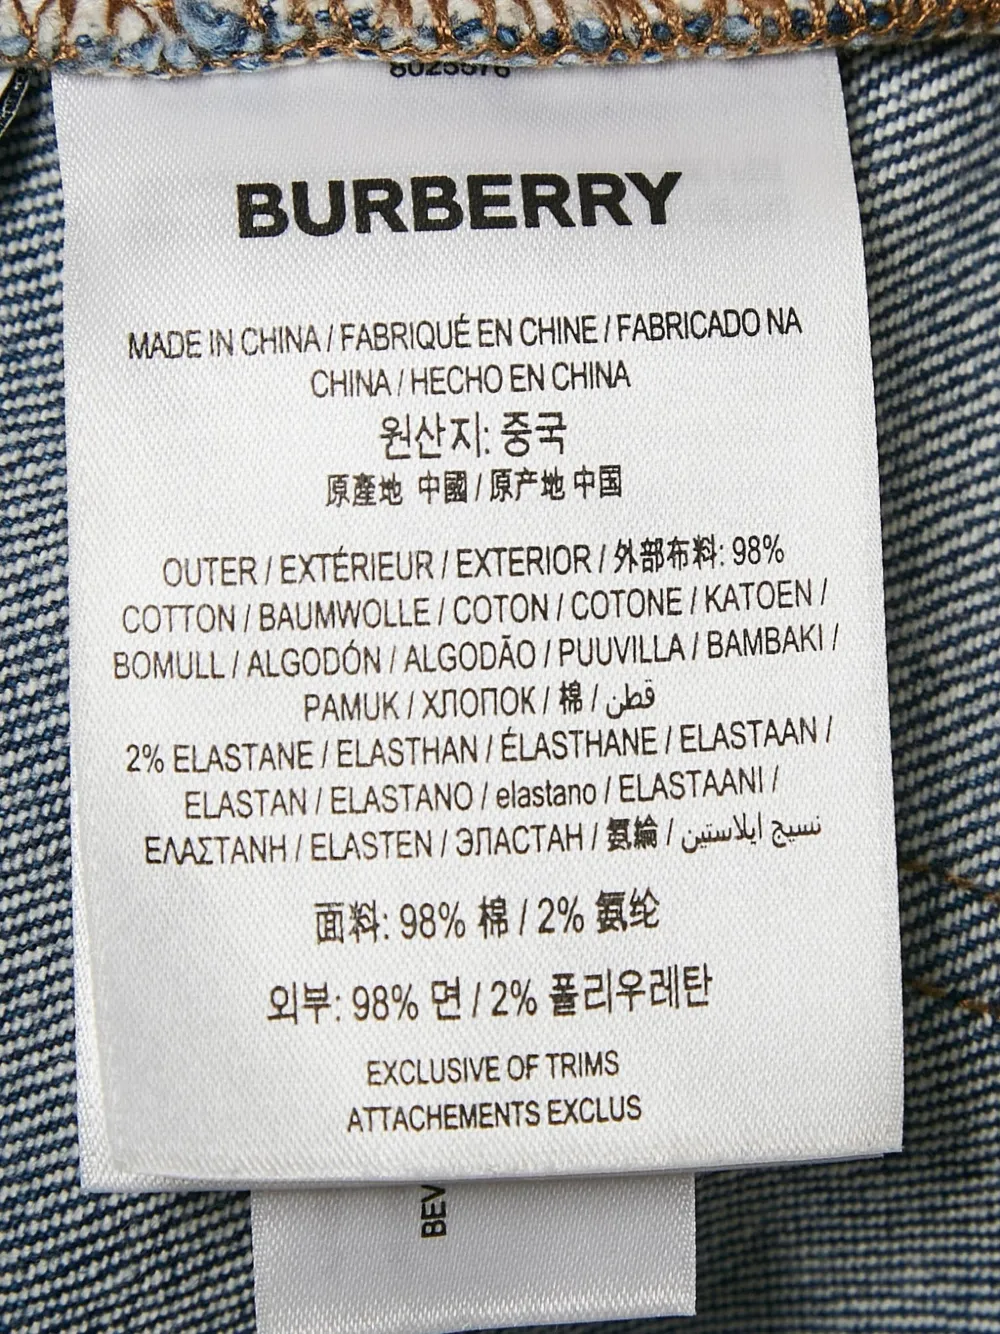 8025576
BURBERRY
MADE IN CHINA / FABRIQUÉ EN CHINE / FABRICADO NA
CHINA / HECHO EN CHINA
원산지: 중국
原產地 中國 / 原产地 中国
OUTER / EXTÉRIEUR / EXTERIOR / 外部布料: 98%
COTTON / BAUMWOLLE / COTON / COTONE / KATOEN /
BOMULL / ALGODÓN / ALGODÃO / PUUVILLA / BAMBAKI /
PAMUK / ХЛОПОК / 棉 / قطن
2% ELASTANE / ELASTHAN / ÉLASTHANE / ELASTAAN /
ELASTAN / ELASTANO / elastano / ELASTAANI /
ΕΛΑΣΤΑΝΗ / ELASTEN / ЭЛАСТАН / 氨綸 / نسيج ايلاستين
面料: 98% 棉 / 2% 氨纶
외부: 98% 면 / 2% 폴리우레탄
EXCLUSIVE OF TRIMS
ATTACHEMENTS EXCLUS
BEV